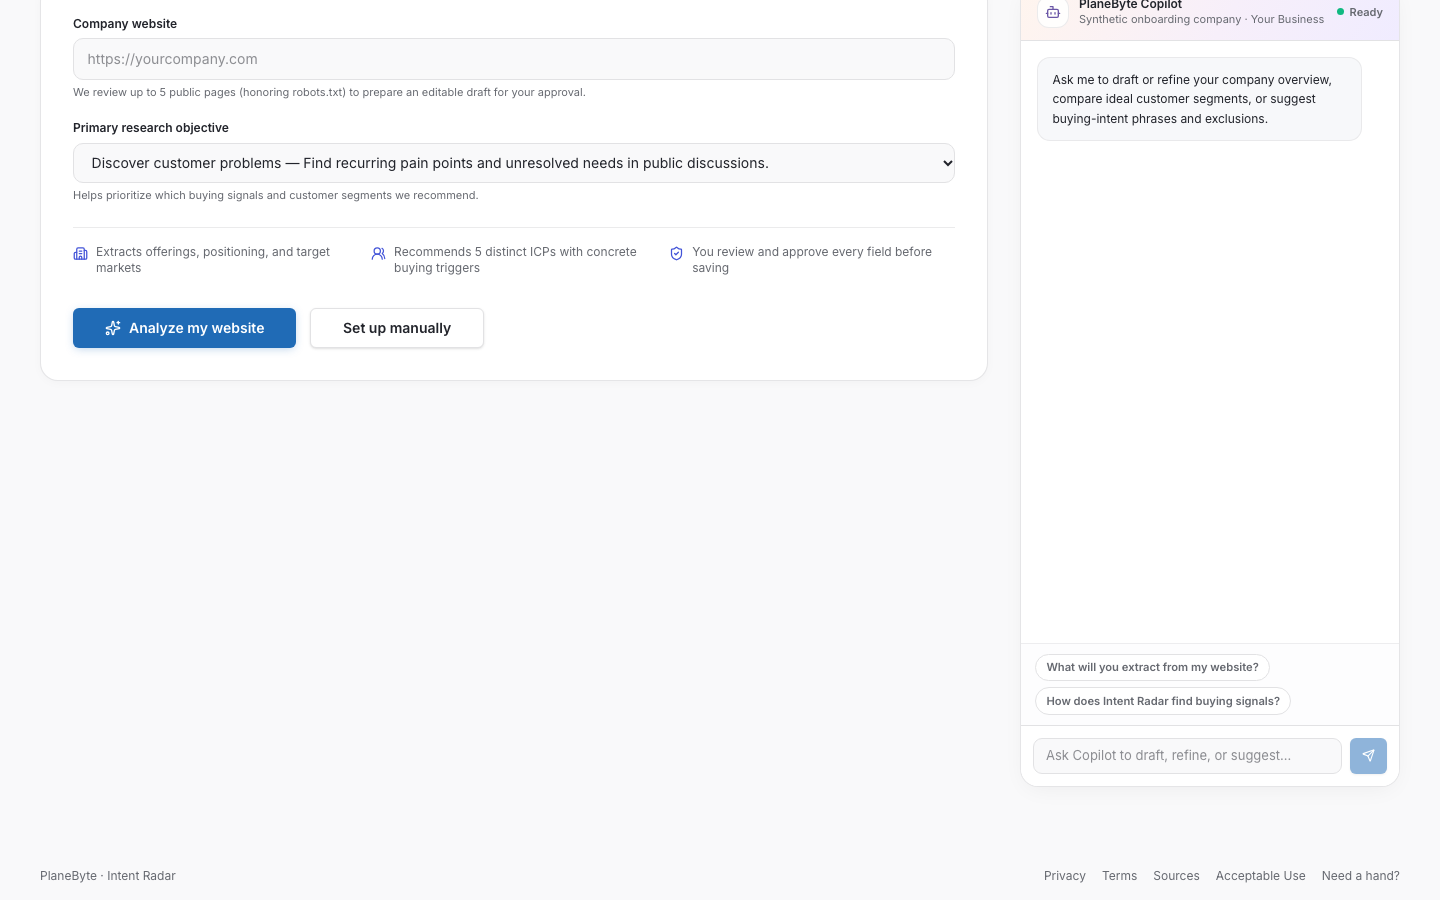 Company website
https://yourcompany.com
We review up to 5 public pages (honoring robots.txt) to prepare an editable draft for your approval.
Primary research objective
Discover customer problems — Find recurring pain points and unresolved needs in public discussions.
Helps prioritize which buying signals and customer segments we recommend.
Extracts offerings, positioning, and target
markets
Recommends 5 distinct ICPs with concrete
buying triggers
You review and approve every field before
saving
Analyze my website
Set up manually
PlaneByte Copilot
Synthetic onboarding company · Your Business
Ready
Ask me to draft or refine your company overview,
compare ideal customer segments, or suggest
buying-intent phrases and exclusions.
What will you extract from my website?
How does Intent Radar find buying signals?
Ask Copilot to draft, refine, or suggest...
PlaneByte · Intent Radar
Privacy
Terms
Sources
Acceptable Use
Need a hand?